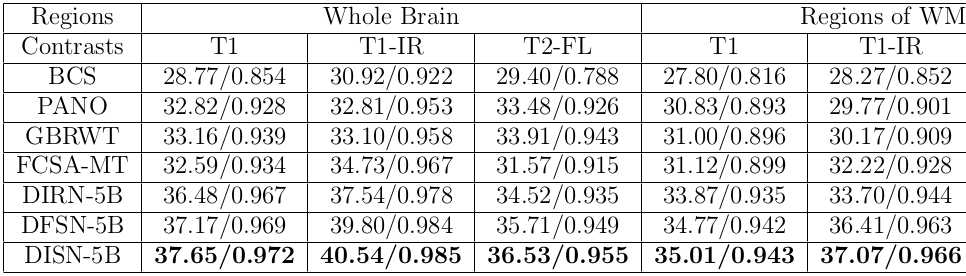 Regions Whole Brain Regions of WM
Contrasts T1 T1-IR T2-FL T1 T1-IR
BCS 28.77/0.854 30.92/0.922 29.40/0.788 27.80/0.816 28.27/0.852
PANO 32.82/0.928 32.81/0.953 33.48/0.926 30.83/0.893 29.77/0.901
GBRWT 33.16/0.939 33.10/0.958 33.91/0.943 31.00/0.896 30.17/0.909
FCSA-MT 32.59/0.934 34.73/0.967 31.57/0.915 31.12/0.899 32.22/0.928
DIRN-5B 36.48/0.967 37.54/0.978 34.52/0.935 33.87/0.935 33.70/0.944
DFSN-5B 37.17/0.969 39.80/0.984 35.71/0.949 34.77/0.942 36.41/0.963
DISN-5B 37.65/0.972 40.54/0.985 36.53/0.955 35.01/0.943 37.07/0.966